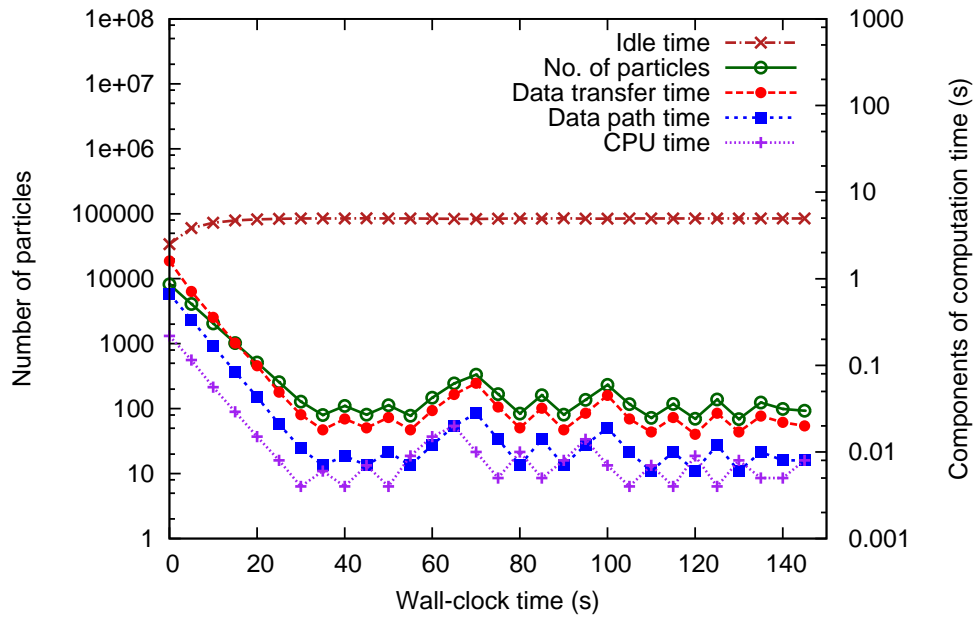 1e+08
1e+07
1e+06
100000
10000
1000
100
10
1
Number of particles
Idle time
No. of particles
Data transfer time
Data path time
CPU time
1000
100
10
1
0.1
0.01
0.001
Components of computation time (s)
0 20 40 60 80 100 120 140
Wall-clock time (s)